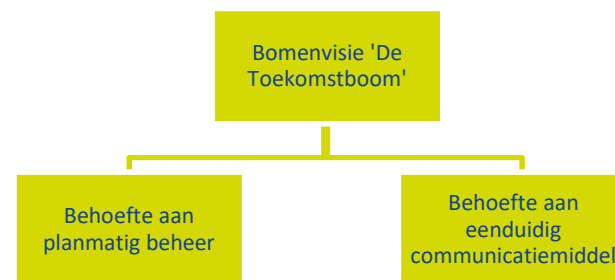 Bomenvisie 'De
Toekomstboom'
Behoefte aan
planmatig beheer
Behoefte aan
eenduidig
communicatiemiddel